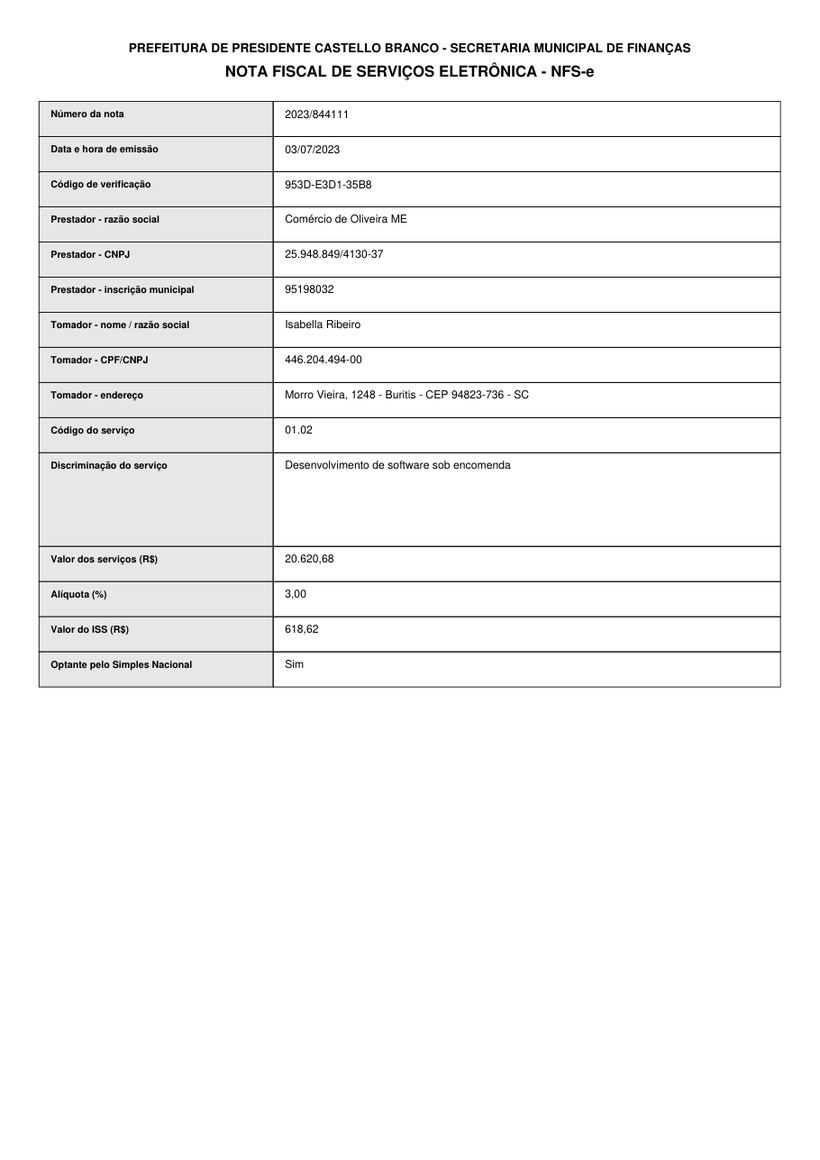 PREFEITURA DE PRESIDENTE CASTELLO BRANCO - SECRETARIA MUNICIPAL DE FINANÇAS
NOTA FISCAL DE SERVIÇOS ELETRÔNICA - NFS-e
Número da nota 2023/844111
Data e hora de emissão 03/07/2023
Código de verificação 953D-E3D1-35B8
Prestador - razão social Comércio de Oliveira ME
Prestador - CNPJ 25.948.849/4130-37
Prestador - inscrição municipal 95198032
Tomador - nome / razão social Isabella Ribeiro
Tomador - CPF/CNPJ 446.204.494-00
Tomador - endereço Morro Vieira, 1248 - Buritis - CEP 94823-736 - SC
Código do serviço 01.02
Discriminação do serviço Desenvolvimento de software sob encomenda
Valor dos serviços (R$) 20.620,68
Alíquota (%) 3,00
Valor do ISS (R$) 618,62
Optante pelo Simples Nacional Sim